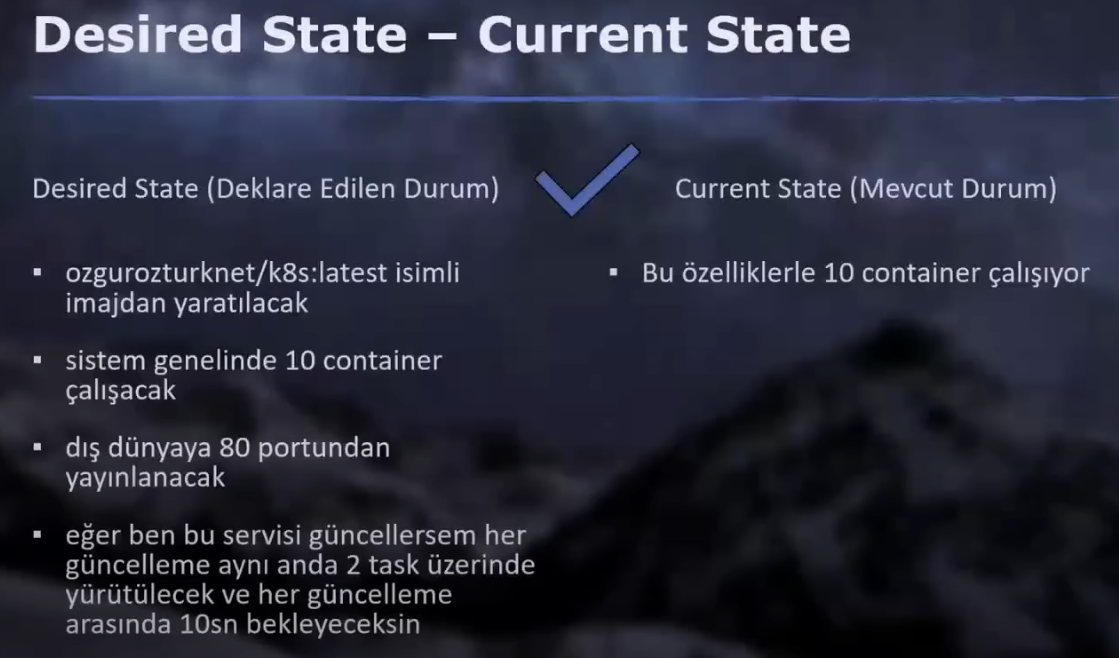 Desired State – Current State
Desired State (Deklare Edilen Durum)
▪ ozgurozturknet/k8s:latest isimli
imajdan yaratılacak
▪ sistem genelinde 10 container
çalışacak
▪ dış dünyaya 80 portundan
yayınlanacak
▪ eğer ben bu servisi güncellersem her
güncelleme aynı anda 2 task üzerinde
yürütülecek ve her güncelleme
arasında 10sn bekleyeceksin
Current State (Mevcut Durum)
▪ Bu özelliklerle 10 container çalışıyor